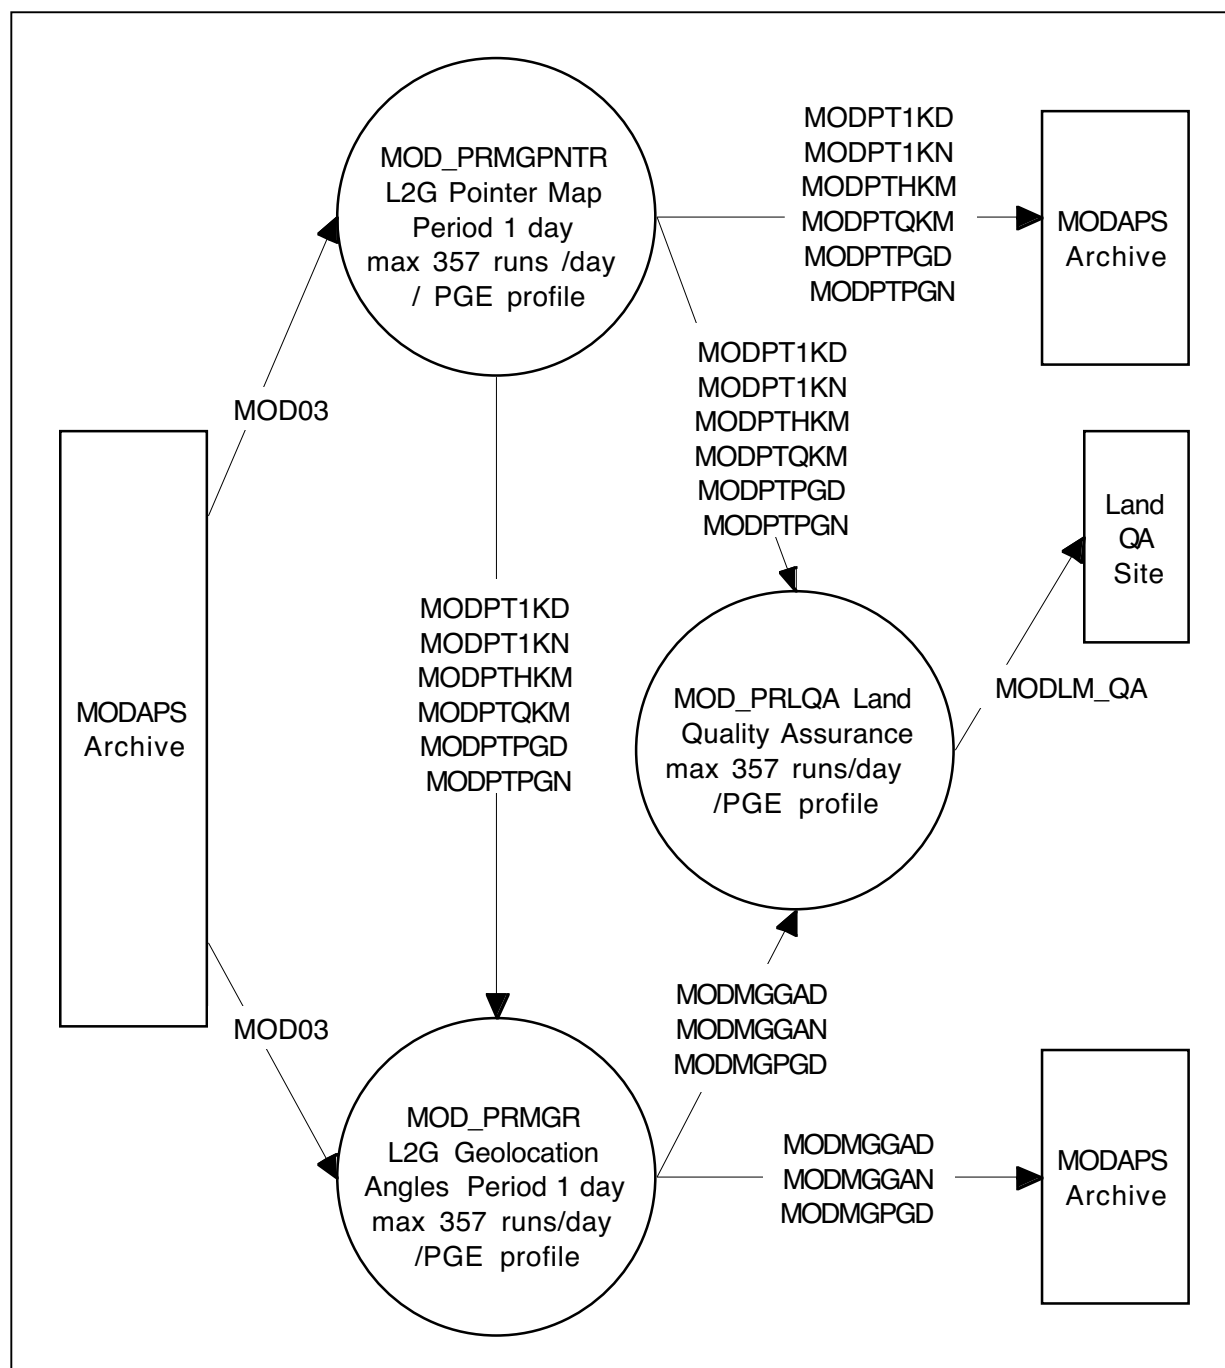 MOD_PRMGPNTR
L2G Pointer Map
Period 1 day
max 357 runs /day
/ PGE profile
MODPT1KD
MODPT1KN
MODPTHKM
MODPTQKM
MODPTPGD
MODPTPGN
MODAPS
Archive
MOD03
MODPT1KD
MODPT1KN
MODPTHKM
MODPTQKM
MODPTPGD
MODPTPGN
Land
QA
Site
MODPT1KD
MODPT1KN
MODPTHKM
MODPTQKM
MODPTPGD
MODPTPGN
MODAPS
Archive
MOD_PRLQA Land
Quality Assurance
max 357 runs/day
/PGE profile
MODLM_QA
MOD03
MODMGGAD
MODMGGAN
MODMGPGD
MOD_PRMGR
L2G Geolocation
Angles Period 1 day
max 357 runs/day
/PGE profile
MODMGGAD
MODMGGAN
MODMGPGD
MODAPS
Archive